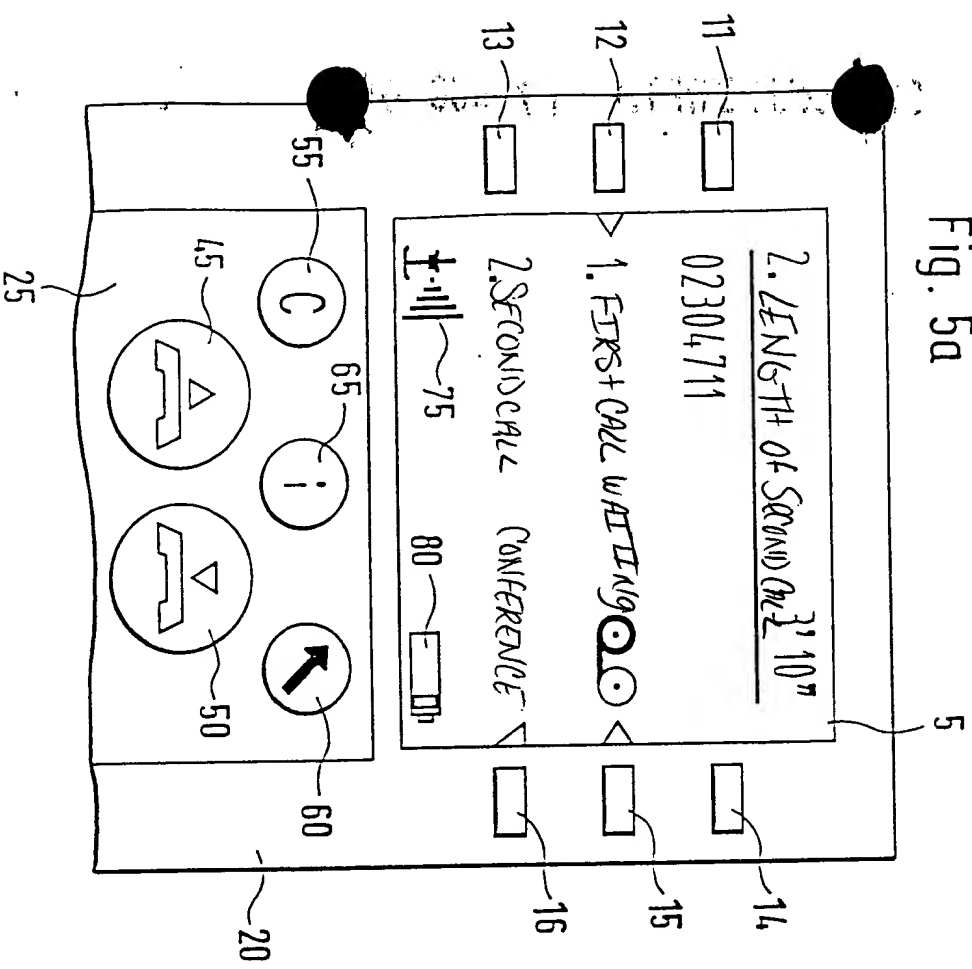 Fig. 5a
5
2. LENGTH of Second Call 3'10"
11
02304711
14
12
1. FIRSt CALL WAITING
15
13
2. SECOND CALL CONFERENCE
16
75
80
55
65
60
C
i
45
50
25
20